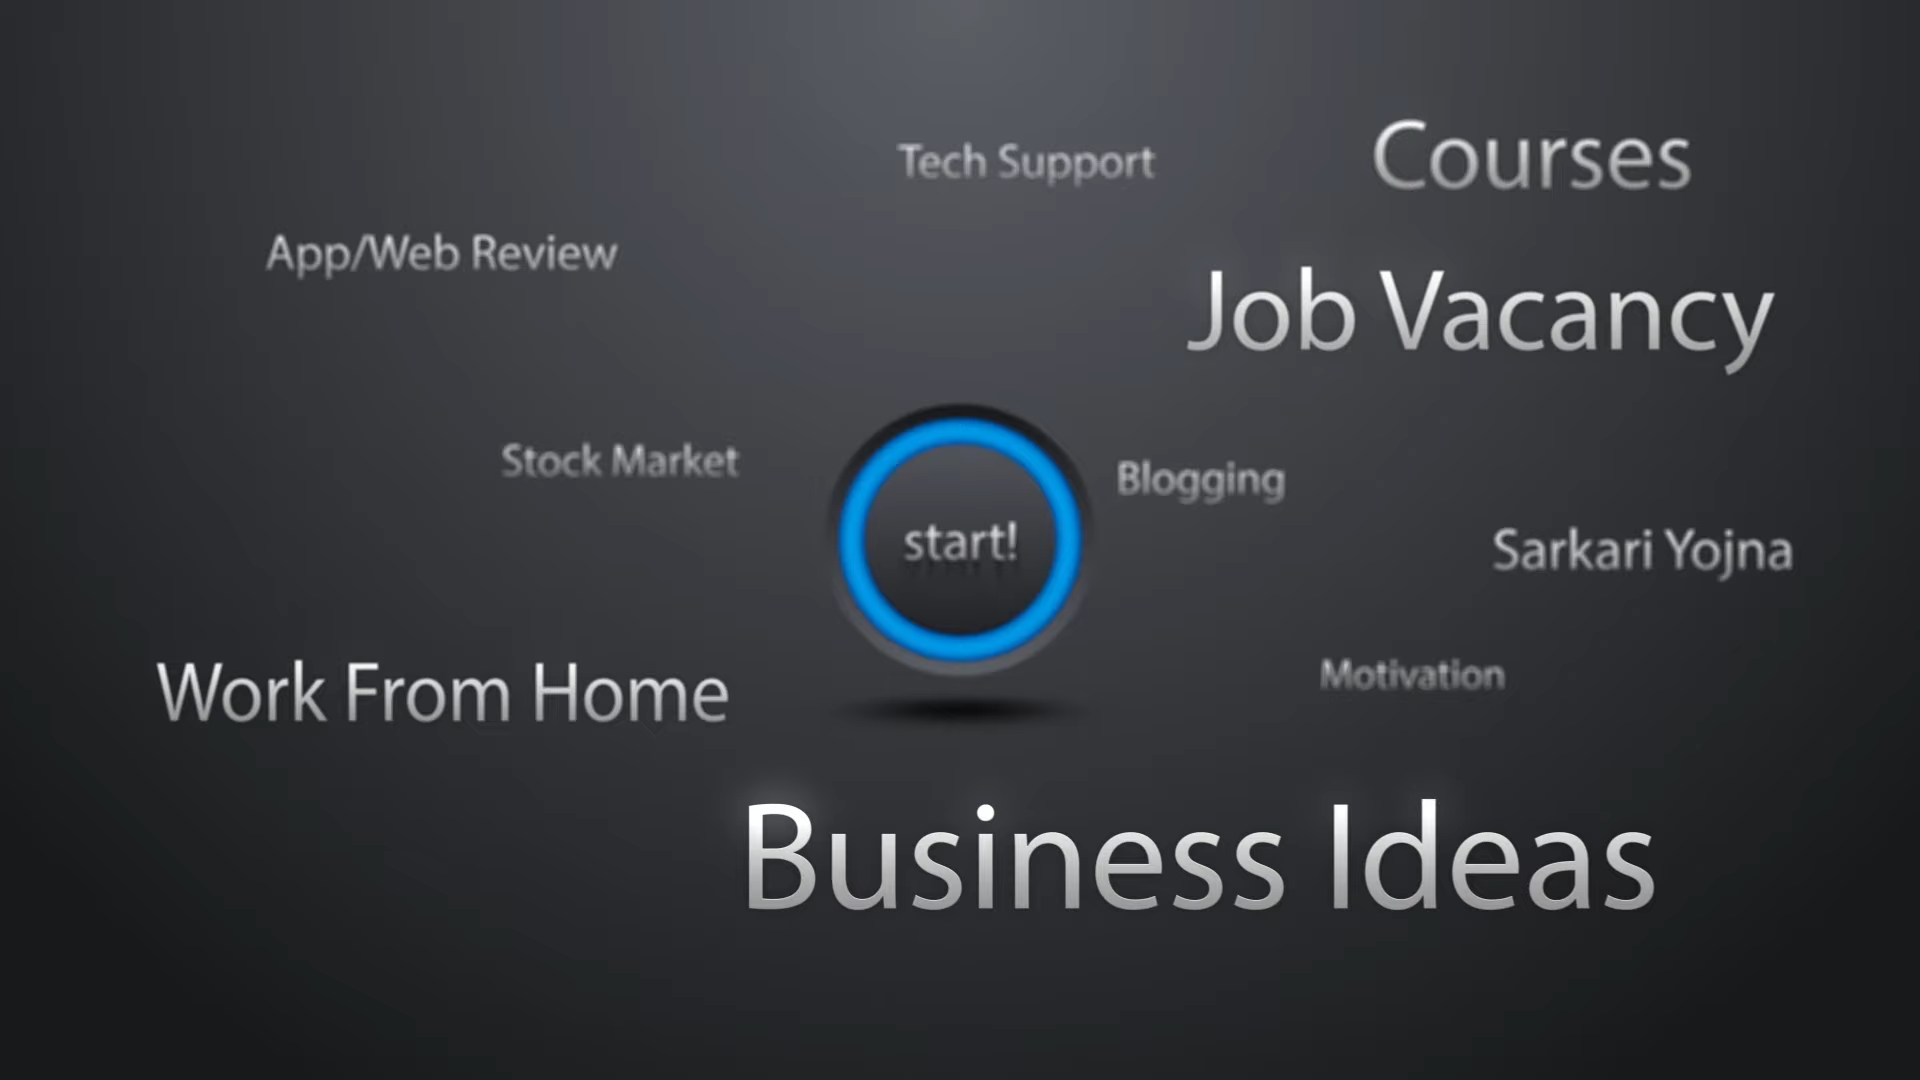 Tech Support
Courses
App/Web Review
Job Vacancy
Stock Market
Blogging
start!
Sarkari Yojna
Work From Home
Motivation
Business Ideas